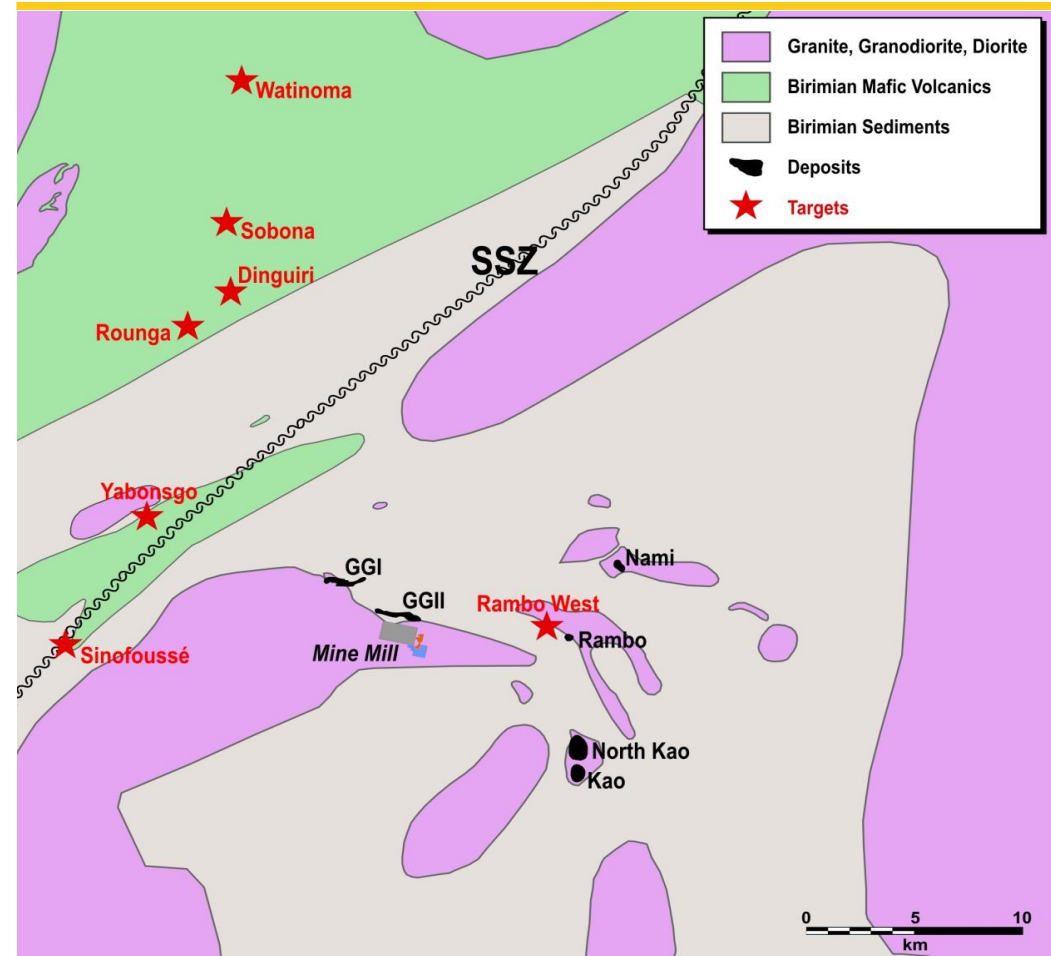 Granite, Granodiorite, Diorite
Birimian Mafic Volcanics
Birimian Sediments
Deposits
Targets
Watinoma
Sobona
SSZ
Dinguiri
Rounga
Yabonsgo
GGI
Nami
GGII
Rambo West
Rambo
Mine Mill
Sinofoussé
North Kao
Kao
0 5 10
km